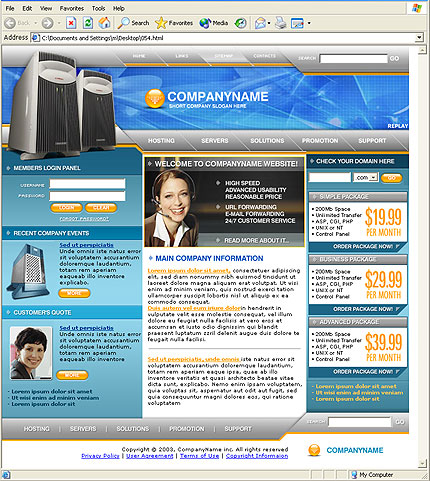 File Edit View Favorites Tools Help
Back Search Favorites Media
Address C:\Documents and Settings\m\Desktop\054.html
HOME LINKS SITEMAP CONTACTS
SEARCH GO
COMPANYNAME
SHORT COMPANY SLOGAN HERE
REPLAY
HOSTING SERVERS SOLUTIONS PROMOTION SUPPORT
MEMBERS LOGIN PANEL
USERNAME
PASSWORD
LOGIN CLEAR
FORGOT PASSWORD?
RECENT COMPANY EVENTS
Sed ut perspiciatis
Unde omnis iste natus error
sit voluptatem accusantium
doloremque laudantium,
totam rem aperiam
eaquead illo inventore
explicabo.
MORE
CUSTOMER'S QUOTE
Sed ut perspiciatis
Unde omnis iste natus error
sit voluptatem accusantium
doloremque laudantium,
totam rem
MORE
Lorem ipsum dolor sit amet
Ut wisi enim ad minim veniam
Lorem ipsum dolor sit amet
WELCOME TO COMPANYNAME WEBSITE!
HIGH SPEED
ADVANCED USABILITY
REASONABLE PRICE
URL FORWARDING
E-MAIL FORWARDING
24/7 CUSTOMER SERVICE
READ MORE ABOUT IT...
MAIN COMPANY INFORMATION
Lorem ipsum dolor sit amet, consectetuer adipiscing
elit, sed diam nonummy nibh euismod tincidunt ut
laoreet dolore magna aliquam erat volutpat. Ut wisi
enim ad minim veniam, quis nostrud exerci tation
ullamcorper suscipit lobortis nisl ut aliquip ex ea
commodo consequat.
Duis autem vel eum iriure dolor in hendrerit in
vulputate velit esse molestie consequat, vel illum
dolore eu feugiat nulla facilisis at vero eros et
accumsan et iusto odio dignissim qui blandit
praesent luptatum zzril delenit augue duis dolore te
feugait nulla facilisi.
Sed ut perspiciatis, unde omnis iste natus error sit
voluptatem accusantium doloremque laudantium,
totam rem aperiam eaque ipsa, quae ab illo
inventore veritatis et quasi architecto beatae vitae
dicta sunt, explicabo. Nemo enim ipsam voluptatem,
quia voluptas sit, aspernatur aut odit aut fugit, sed
quia consequuntur magni dolores eos, qui ratione
voluptatem
CHECK YOUR DOMAIN HERE
.com GO
SIMPLE PACKAGE
200Mb Space
Unlimited Transfer
ASP, CGI, PHP
UNIX or NT
Control Panel
$19.99
PER MONTH
ORDER PACKAGE NOW!
BUSINESS PACKAGE
200Mb Space
Unlimited Transfer
ASP, CGI, PHP
UNIX or NT
Control Panel
$29.99
PER MONTH
ORDER PACKAGE NOW!
ADVANCED PACKAGE
200Mb Space
Unlimited Transfer
ASP, CGI, PHP
UNIX or NT
Control Panel
$39.99
PER MONTH
ORDER PACKAGE NOW!
Lorem ipsum dolor sit amet
Ut wisi enim ad minim veniam
Lorem ipsum dolor sit amet
HOSTING | SERVERS | SOLUTIONS | PROMOTION | SUPPORT
SEARCH GO
Copyright © 2003, CompanyName inc. All rights reserved
Privacy Policy | User Agreement | Terms of Use | Copyright Information
COMPANYNAME
My Computer